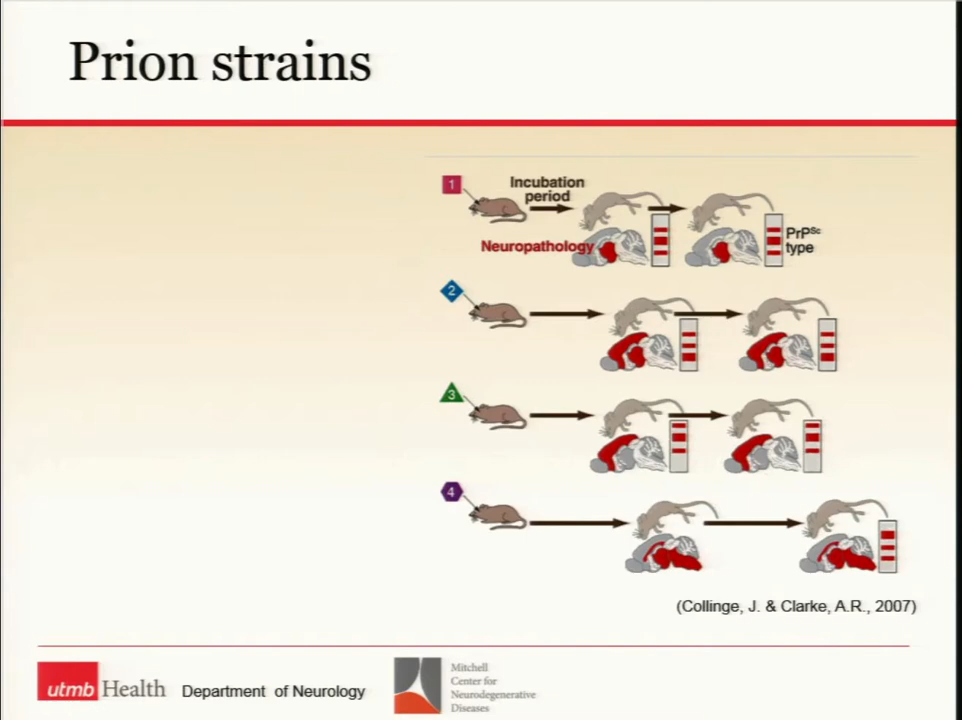 Prion strains
1
Incubation
period
Neuropathology
PrPSc
type
2
3
4
(Collinge, J. & Clarke, A.R., 2007)
utmb Health
Department of Neurology
Mitchell
Center for
Neurodegenerative
Diseases